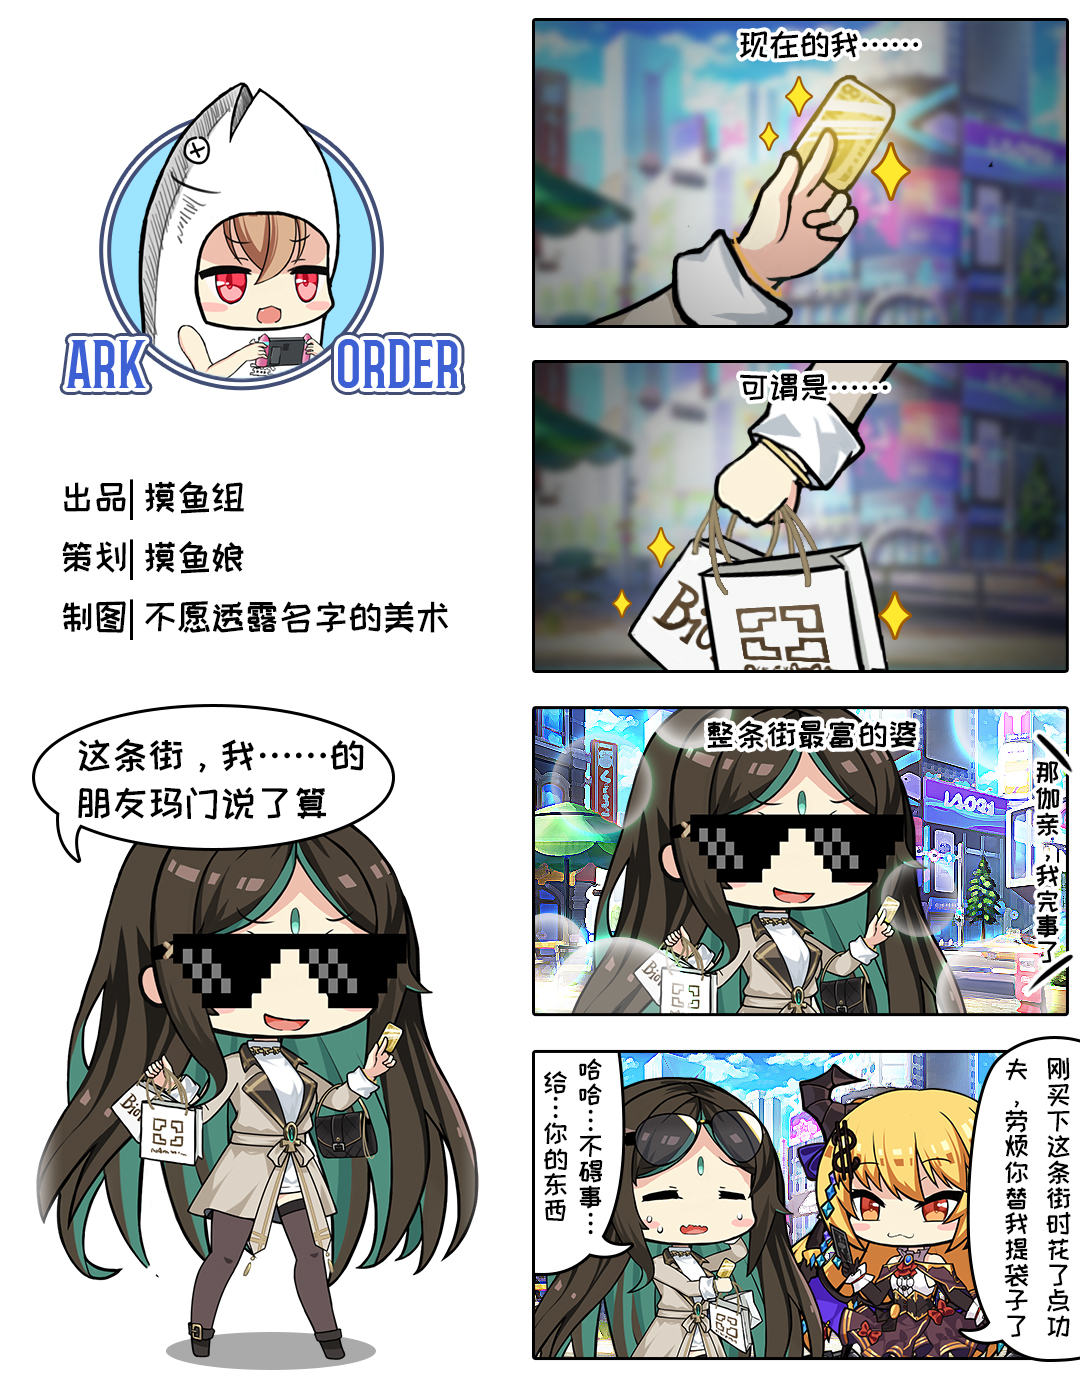 ARK ORDER
出品 | 摸鱼组
策划 | 摸鱼娘
制图 | 不愿透露名字的美术
这条街，我……的
朋友玛门说了算
Bio
现在的我……
可谓是……
Bio
整条街最富的婆
那伽亲，我完事了
Bio
哈哈…不碍事…
给…你的东西
刚买下这条街时花了点功
夫，劳烦你替我提袋子了